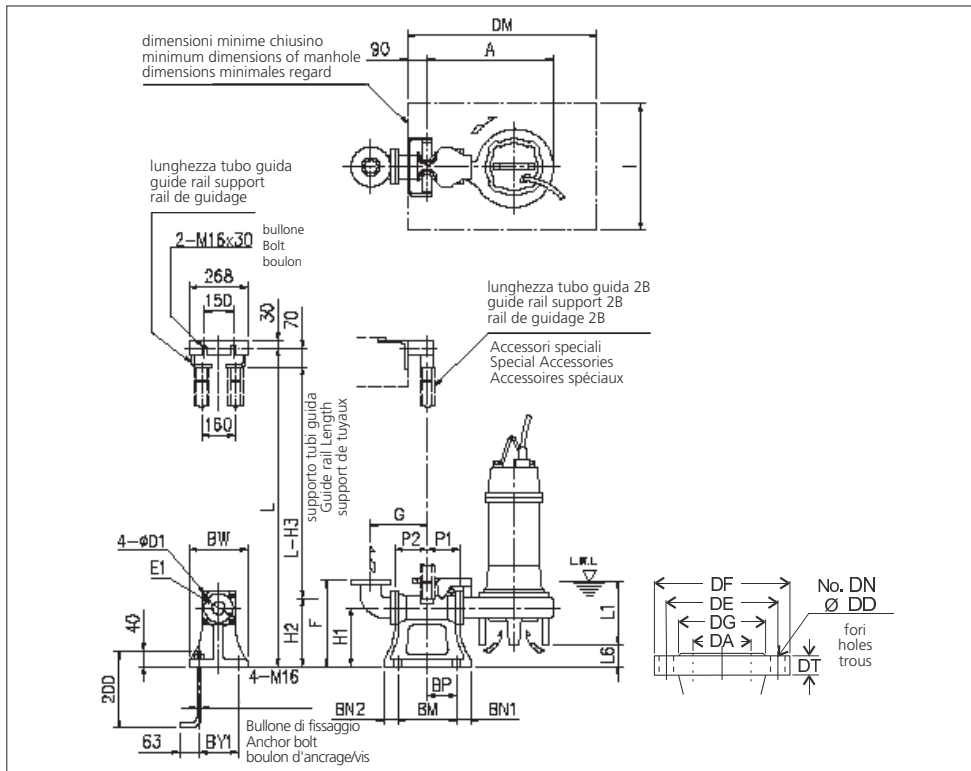 DM
dimensioni minime chiusino
minimum dimensions of manhole
dimensions minimales regard
90
A
I
lunghezza tubo guida
guide rail support
rail de guidage
2-M16x30
bullone
Bolt
boulon
268
150
30
70
160
lunghezza tubo guida 2B
guide rail support 2B
rail de guidage 2B
Accessori speciali
Special Accessories
Accessoires spéciaux
supporto tubi guida
Guide rail Length
support de tuyaux
L
L-H3
G
P2
P1
4-øD1
BW
E1
L.W.L
F
H1
H2
L1
L6
40
4-M16
2DD
BP
BN2
BM
BN1
63
BY1
Bullone di fissaggio
Anchor bolt
boulon d'ancrage/vis
DF
DE
DG
DA
No. DN
Ø DD
fori
holes
trous
DT